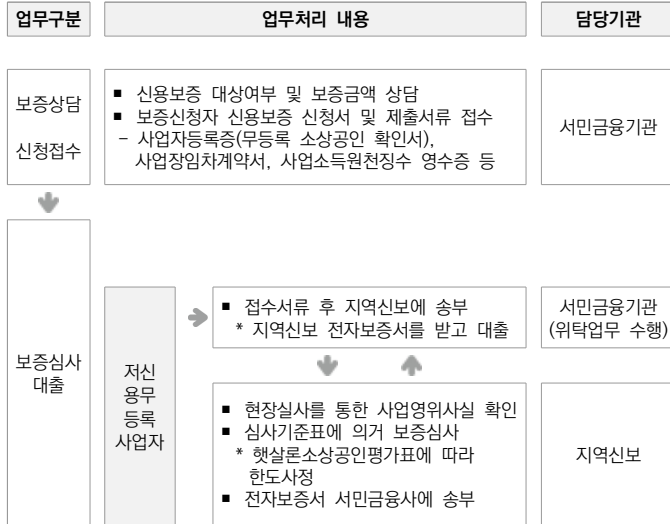 업무구분
업무처리 내용
담당기관
보증상담
신청접수
▪ 신용보증 대상여부 및 보증금액 상담
▪ 보증신청자 신용보증 신청서 및 제출서류 접수
- 사업자등록증(무등록 소상공인 확인서),
사업장임차계약서, 사업소득원천징수 영수증 등
서민금융기관
보증심사
대출
저신
용무
등록
사업자
▪ 접수서류 후 지역신보에 송부
* 지역신보 전자보증서를 받고 대출
서민금융기관
(위탁업무 수행)
▪ 현장실사를 통한 사업영위사실 확인
▪ 심사기준표에 의거 보증심사
* 햇살론소상공인평가표에 따라
한도사정
▪ 전자보증서 서민금융사에 송부
지역신보